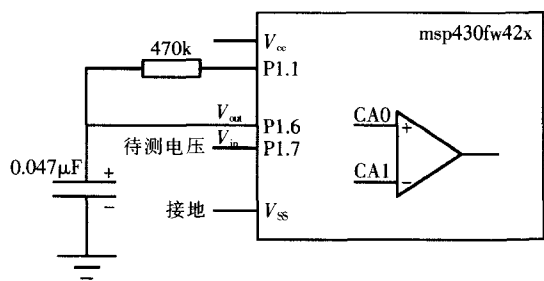 msp430fw42x
470k
Vcc
P1.1
Vout
P1.6
待测电压
Vin
P1.7
CA0
+
0.047μF
+
CA1
−
−
接地
VSS